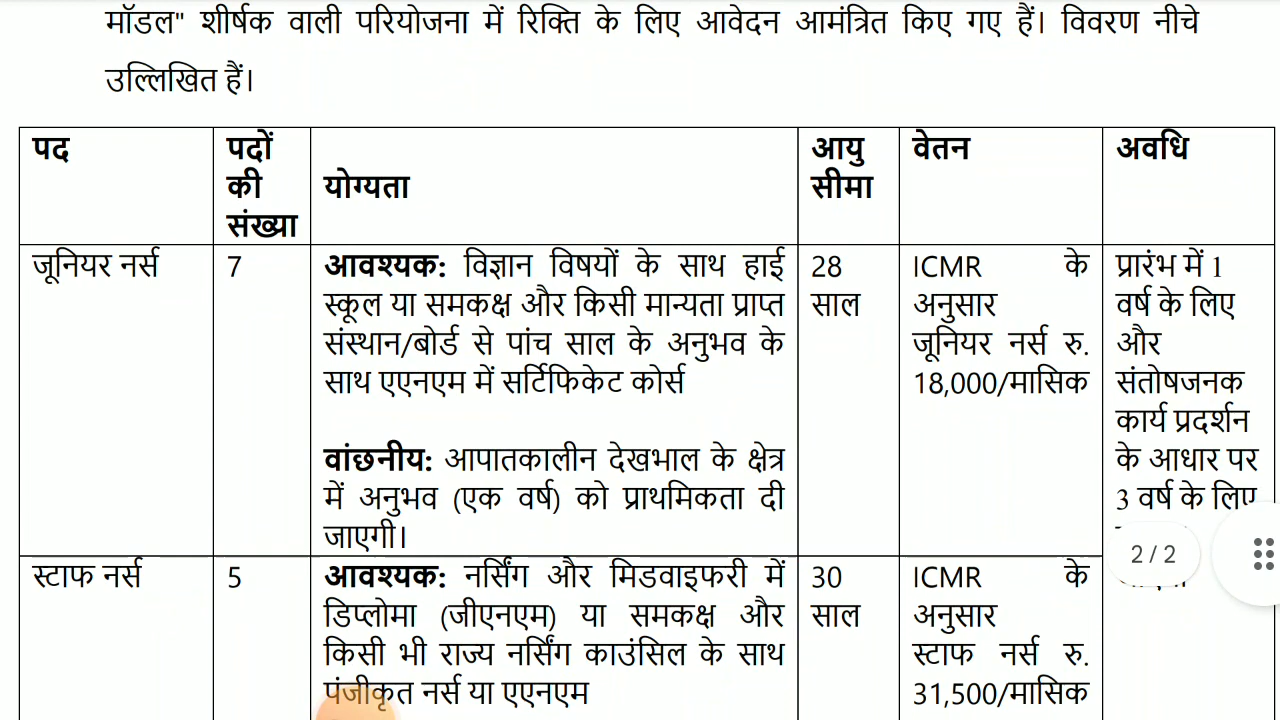 मॉडल" शीर्षक वाली परियोजना में रिक्ति के लिए आवेदन आमंत्रित किए गए हैं। विवरण नीचे
उल्लिखित हैं।
पद
पदों
की
संख्या
योग्यता
आयु
सीमा
वेतन
अवधि
जूनियर नर्स
7
आवश्यक: विज्ञान विषयों के साथ हाई
स्कूल या समकक्ष और किसी मान्यता प्राप्त
संस्थान/बोर्ड से पांच साल के अनुभव के
साथ एएनएम में सर्टिफिकेट कोर्स
वांछनीय: आपातकालीन देखभाल के क्षेत्र
में अनुभव (एक वर्ष) को प्राथमिकता दी
जाएगी।
28
साल
ICMR के
अनुसार
जूनियर नर्स रु.
18,000/मासिक
प्रारंभ में 1
वर्ष के लिए
और
संतोषजनक
कार्य प्रदर्शन
के आधार पर
3 वर्ष के लिए
2 / 2
स्टाफ नर्स
5
आवश्यक: नर्सिंग और मिडवाइफरी में
डिप्लोमा (जीएनएम) या समकक्ष और
किसी भी राज्य नर्सिंग काउंसिल के साथ
पंजीकृत नर्स या एएनएम
30
साल
ICMR के
अनुसार
स्टाफ नर्स रु.
31,500/मासिक